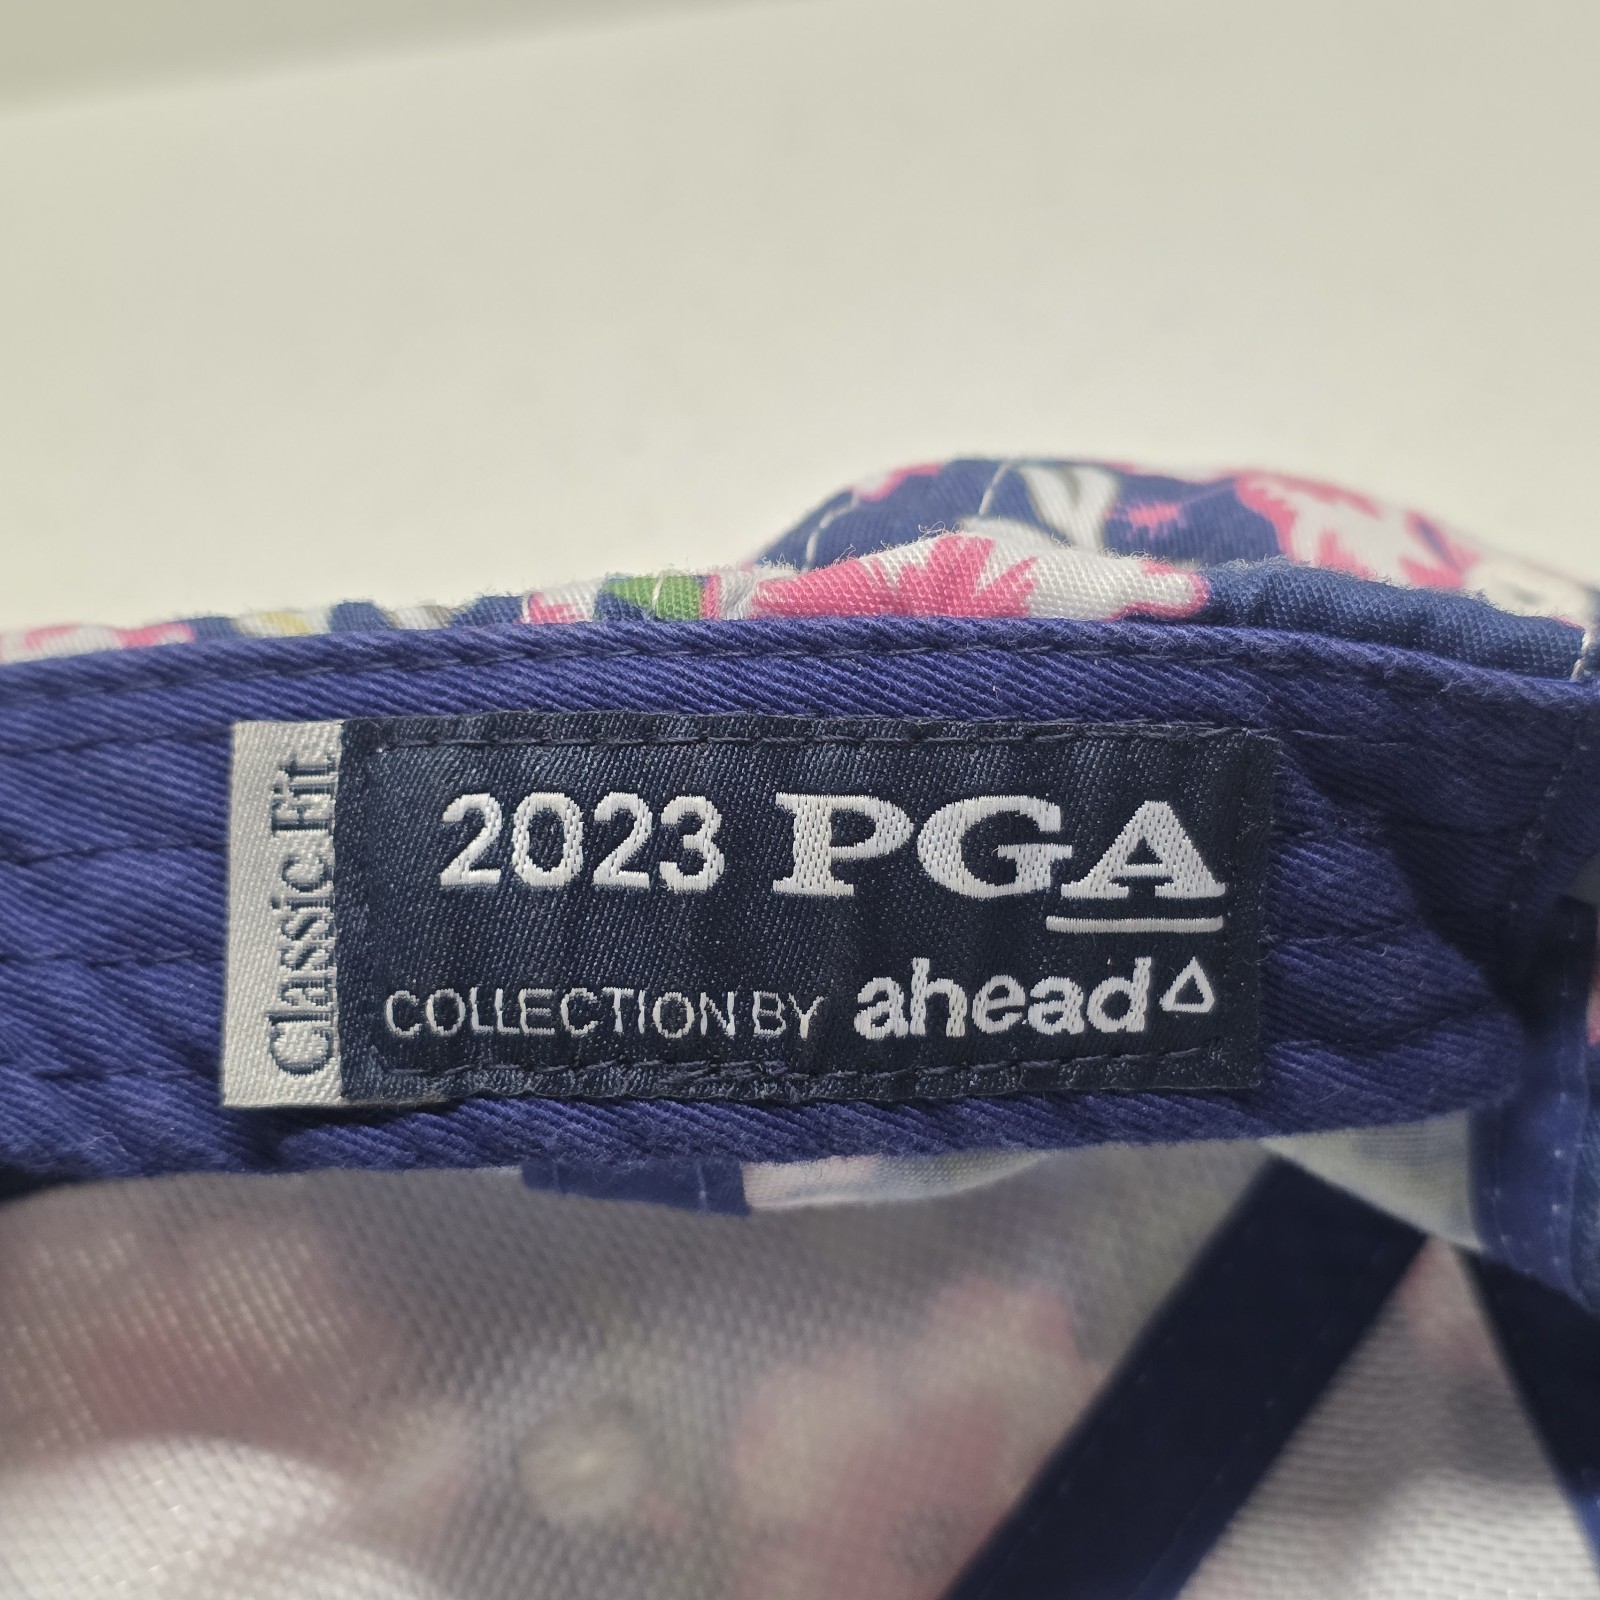 Classic Fit
2023 PGA
COLLECTION BY ahead